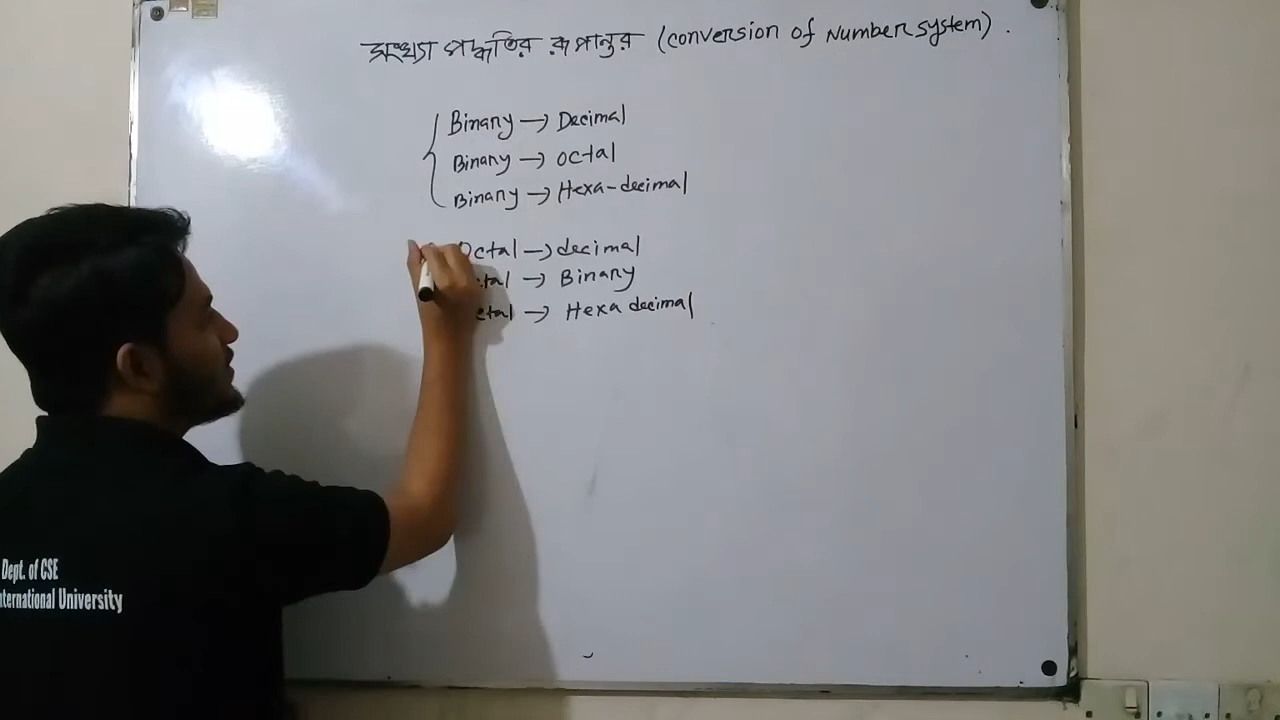 সংখ্যা পদ্ধতির রূপান্তর (conversion of Number system).
Binary → Decimal
Binary → Octal
Binary → Hexa-decimal
Octal → decimal
→ Binary
→ Hexa decimal
Dept. of CSE
International University